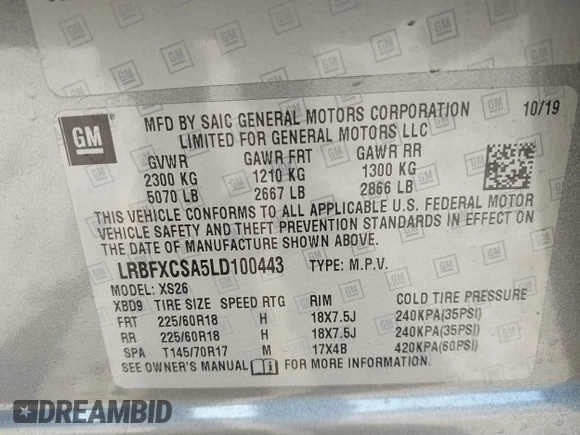 GM
MFD BY SAIC GENERAL MOTORS CORPORATION 10/19
LIMITED FOR GENERAL MOTORS LLC
GVWR GAWR FRT GAWR RR
2300 KG 1210 KG 1300 KG
5070 LB 2667 LB 2866 LB
THIS VEHICLE CONFORMS TO ALL APPLICABLE U.S. FEDERAL MOTOR
VEHICLE SAFETY AND THEFT PREVENTION STANDARDS IN EFFECT ON
THE DATE OF MANUFACTURE SHOWN ABOVE.
LRBFXCSA5LD100443 TYPE: M.P.V.
MODEL: XS26
XBD9 TIRE SIZE SPEED RTG RIM COLD TIRE PRESSURE
FRT 225/60R18 H 18X7.5J 240KPA(35PSI)
RR 225/60R18 H 18X7.5J 240KPA(35PSI)
SPA T145/70R17 M 17X4B 420KPA(60PSI)
SEE OWNER'S MANUAL FOR MORE INFORMATION.
DREAMBID